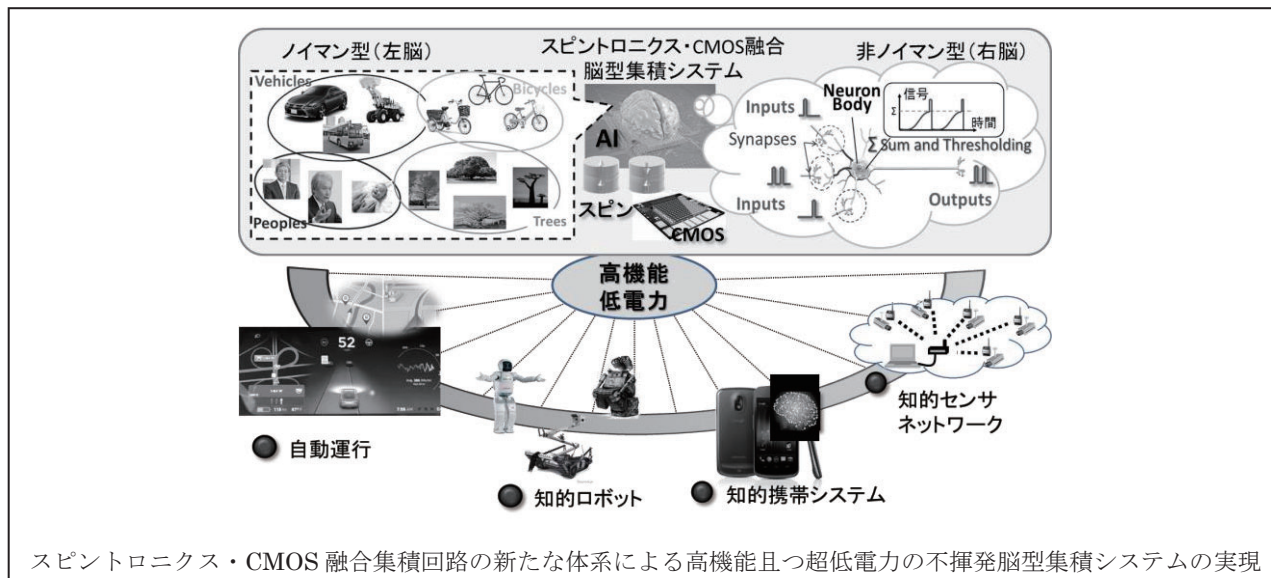 ノイマン型（左脳）
スピントロニクス・CMOS融合
脳型集積システム
非ノイマン型（右脳）
Vehicles
Bicycles
Peoples
Trees
AI
スピン
CMOS
Inputs
Synapses
Inputs
Neuron
Body
信号
Σ
時間
ΣSum and Thresholding
Outputs
高機能
低電力
52
自動運行
知的ロボット
知的携帯システム
知的センサ
ネットワーク
スピントロニクス・CMOS 融合集積回路の新たな体系による高機能且つ超低電力の不揮発脳型集積システムの実現